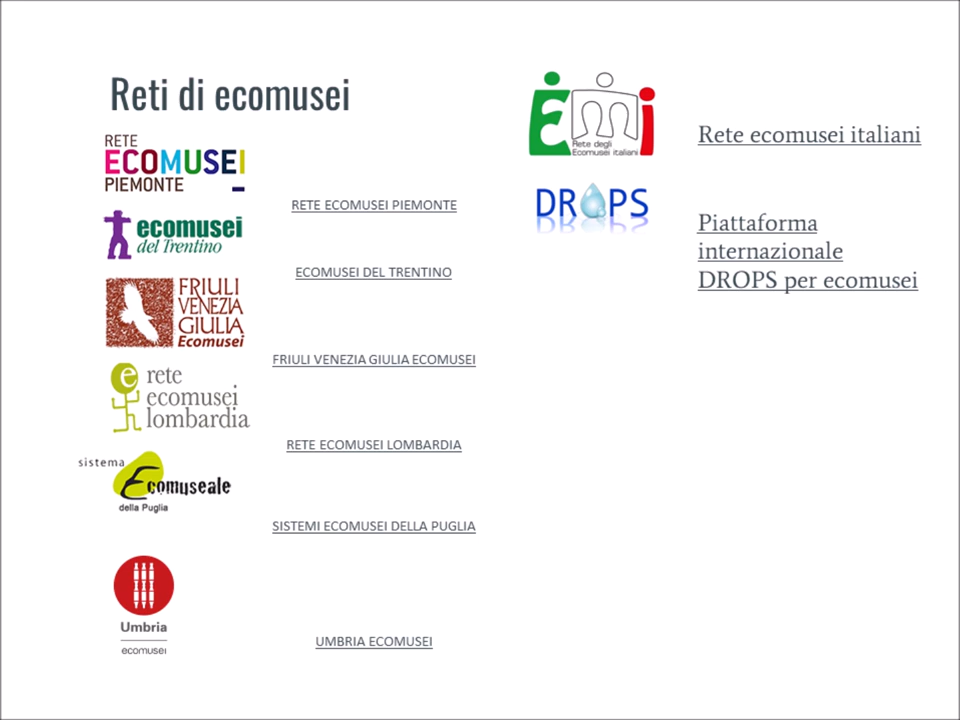 Reti di ecomusei
RETE
ECOMUSEI
PIEMONTE
RETE ECOMUSEI PIEMONTE
ecomusei
del Trentino
ECOMUSEI DEL TRENTINO
FRIULI
VENEZIA
GIULIA
Ecomusei
FRIULI VENEZIA GIULIA ECOMUSEI
e rete
ecomusei
lombardia
RETE ECOMUSEI LOMBARDIA
sistema
Ecomuseale
della Puglia
SISTEMI ECOMUSEI DELLA PUGLIA
Umbria
ecomusei
UMBRIA ECOMUSEI
Emi
Rete degli
Ecomusei italiani
Rete ecomusei italiani
DROPS
Piattaforma
internazionale
DROPS per ecomusei